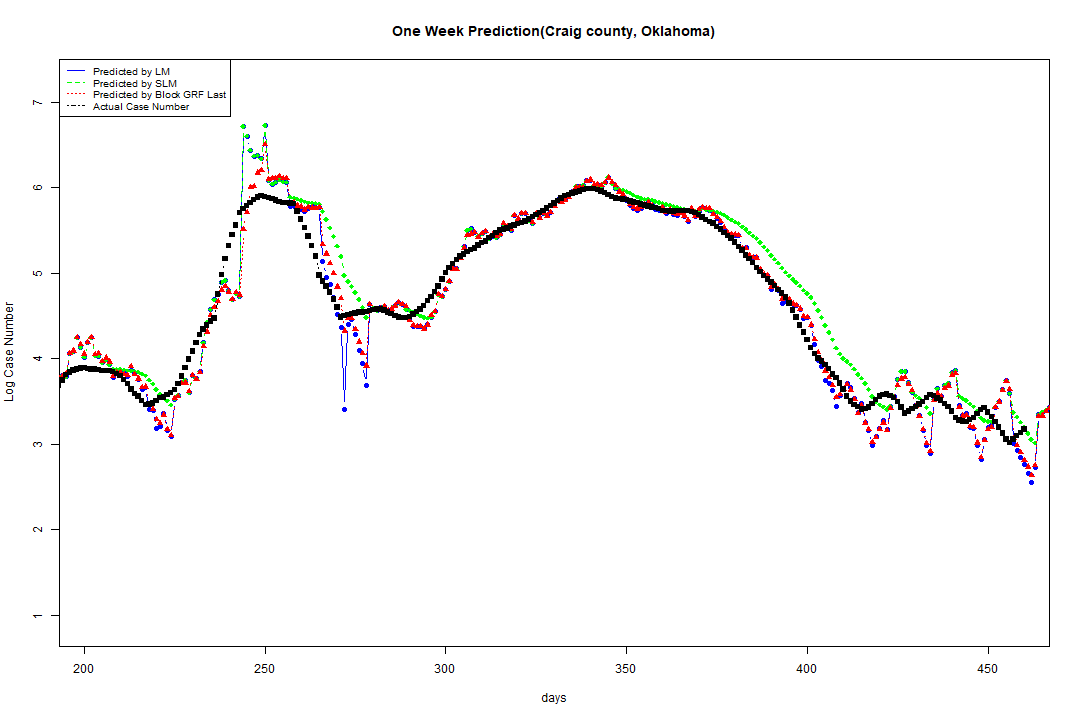 One Week Prediction(Craig county, Oklahoma)
Predicted by LM
Predicted by SLM
Predicted by Block GRF Last
Actual Case Number
7
6
5
4
3
2
1
Log Case Number
200 250 300 350 400 450
days